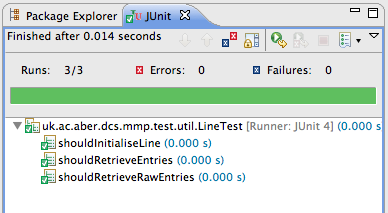 Package Explorer JUnit
Finished after 0.014 seconds
Runs: 3/3 Errors: 0 Failures: 0
uk.ac.aber.dcs.mmp.test.util.LineTest [Runner: JUnit 4] (0.000 s)
shouldInitialiseLine (0.000 s)
shouldRetrieveEntries (0.000 s)
shouldRetrieveRawEntries (0.000 s)